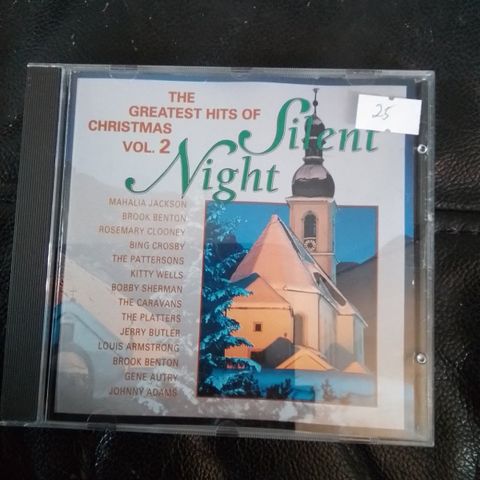 THE
GREATEST HITS OF
CHRISTMAS
VOL. 2
Silent
Night
25
MAHALIA JACKSON
BROOK BENTON
ROSEMARY CLOONEY
BING CROSBY
THE PATTERSONS
KITTY WELLS
BOBBY SHERMAN
THE CARAVANS
THE PLATTERS
JERRY BUTLER
LOUIS ARMSTRONG
BROOK BENTON
GENE AUTRY
JOHNNY ADAMS